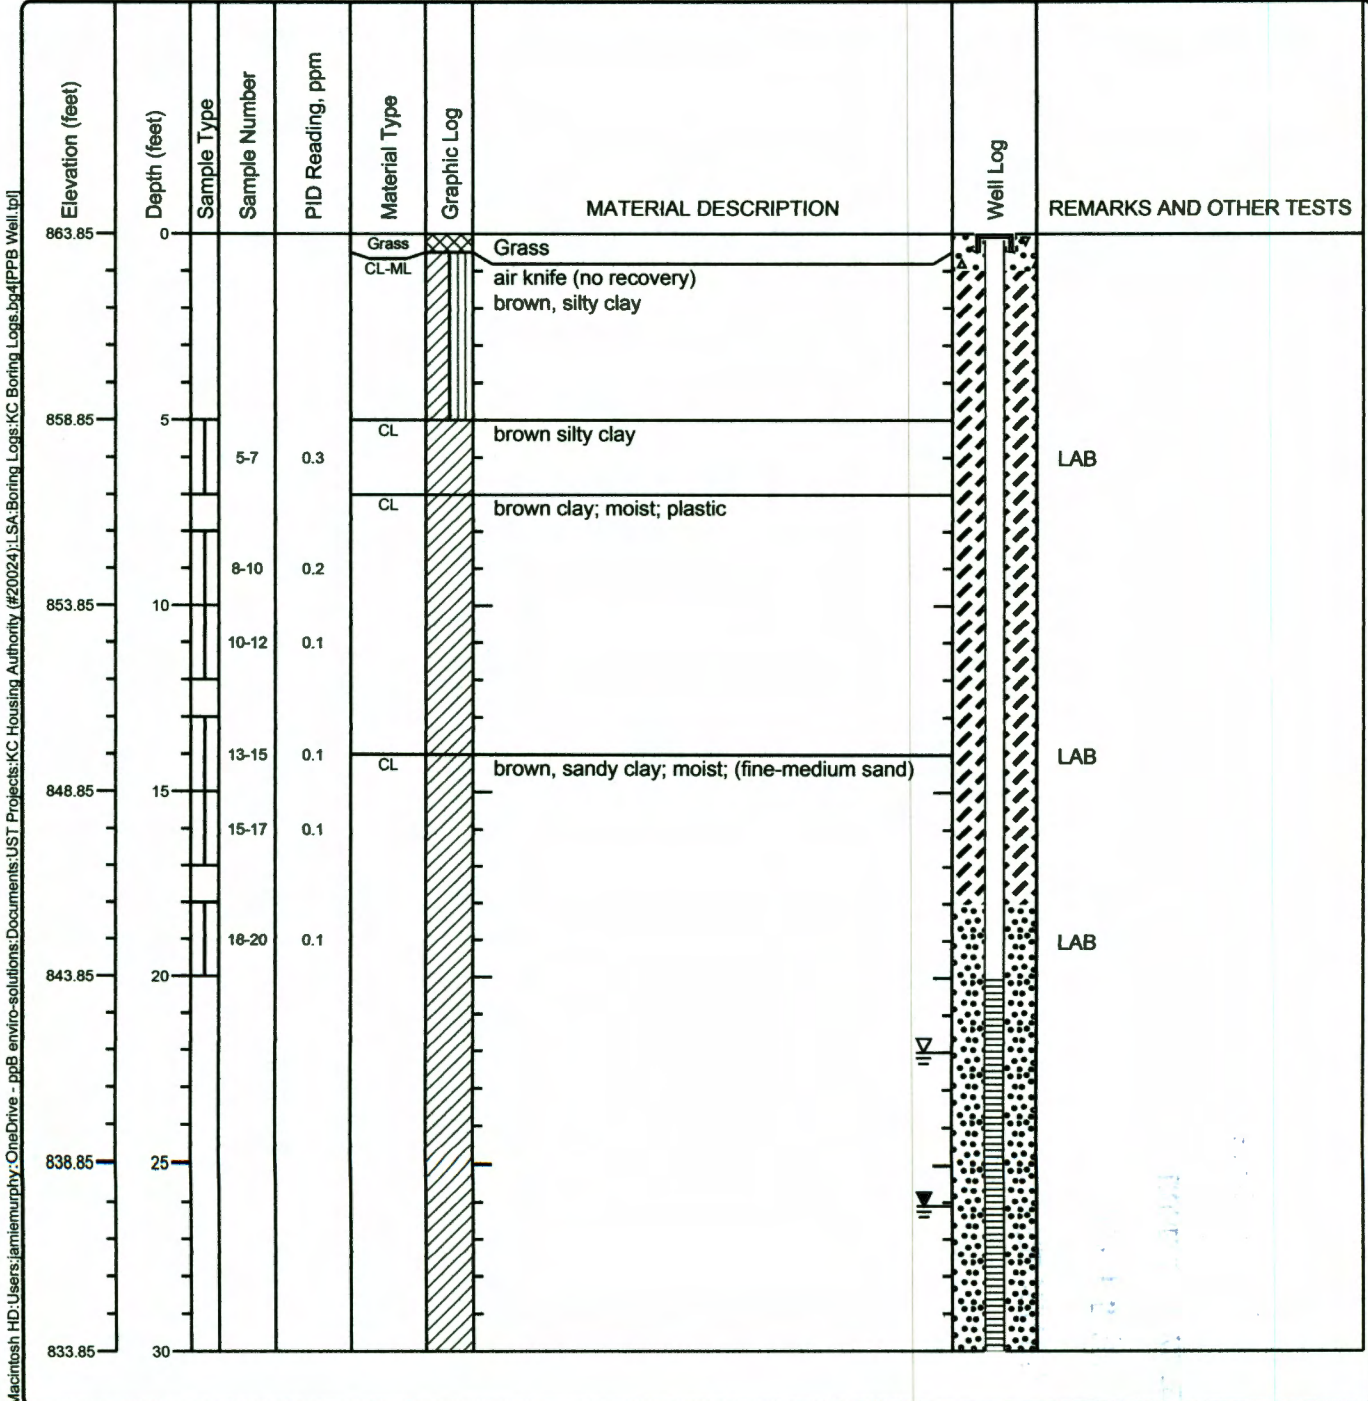 Elevation (feet)
Depth (feet)
Sample Type
Sample Number
PID Reading, ppm
Material Type
Graphic Log
MATERIAL DESCRIPTION
Well Log
REMARKS AND OTHER TESTS
863.85 0
Grass Grass
CL-ML air knife (no recovery)
brown, silty clay
858.85 5
CL brown silty clay
5-7 0.3 LAB
CL brown clay; moist; plastic
8-10 0.2
853.85 10
10-12 0.1
13-15 0.1 LAB
CL brown, sandy clay; moist; (fine-medium sand)
848.85 15
15-17 0.1
18-20 0.1 LAB
843.85 20
838.85 25
833.85 30
Macintosh HD:Users:jamiemurphy:OneDrive - ppB enviro-solutions:Documents:UST Projects:KC Housing Authority (#20024):LSA:Boring Logs:KC Boring Logs.bg4[PPB Well.tpl]